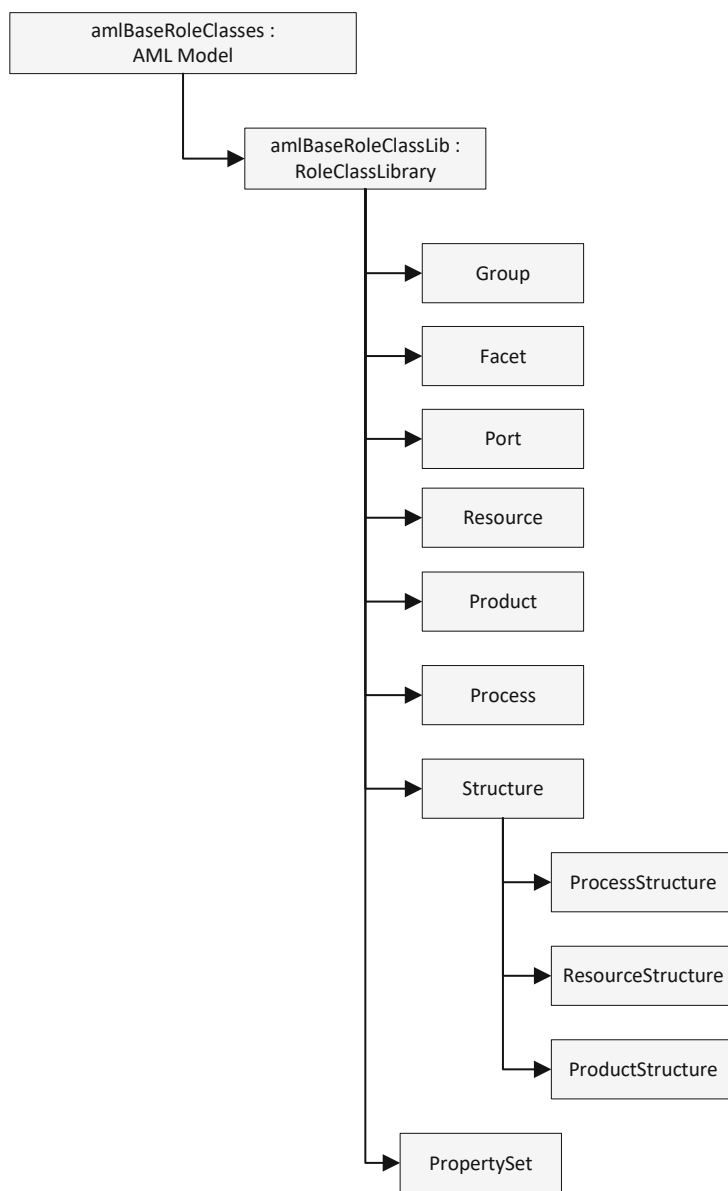 amlBaseRoleClasses :
AML Model
amlBaseRoleClassLib :
RoleClassLibrary
Group
Facet
Port
Resource
Product
Process
Structure
ProcessStructure
ResourceStructure
ProductStructure
PropertySet